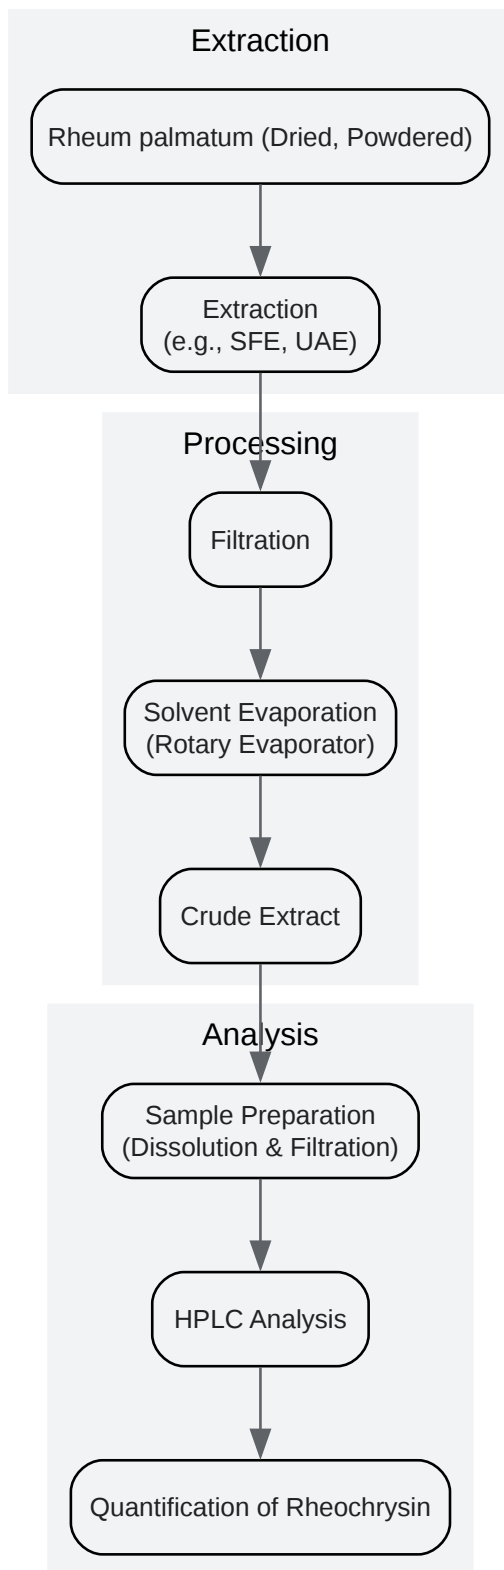 Extraction
Rheum palmatum (Dried, Powdered)
Extraction
(e.g., SFE, UAE)
Processing
Filtration
Solvent Evaporation
(Rotary Evaporator)
Crude Extract
Analysis
Sample Preparation
(Dissolution & Filtration)
HPLC Analysis
Quantification of Rheochrysin